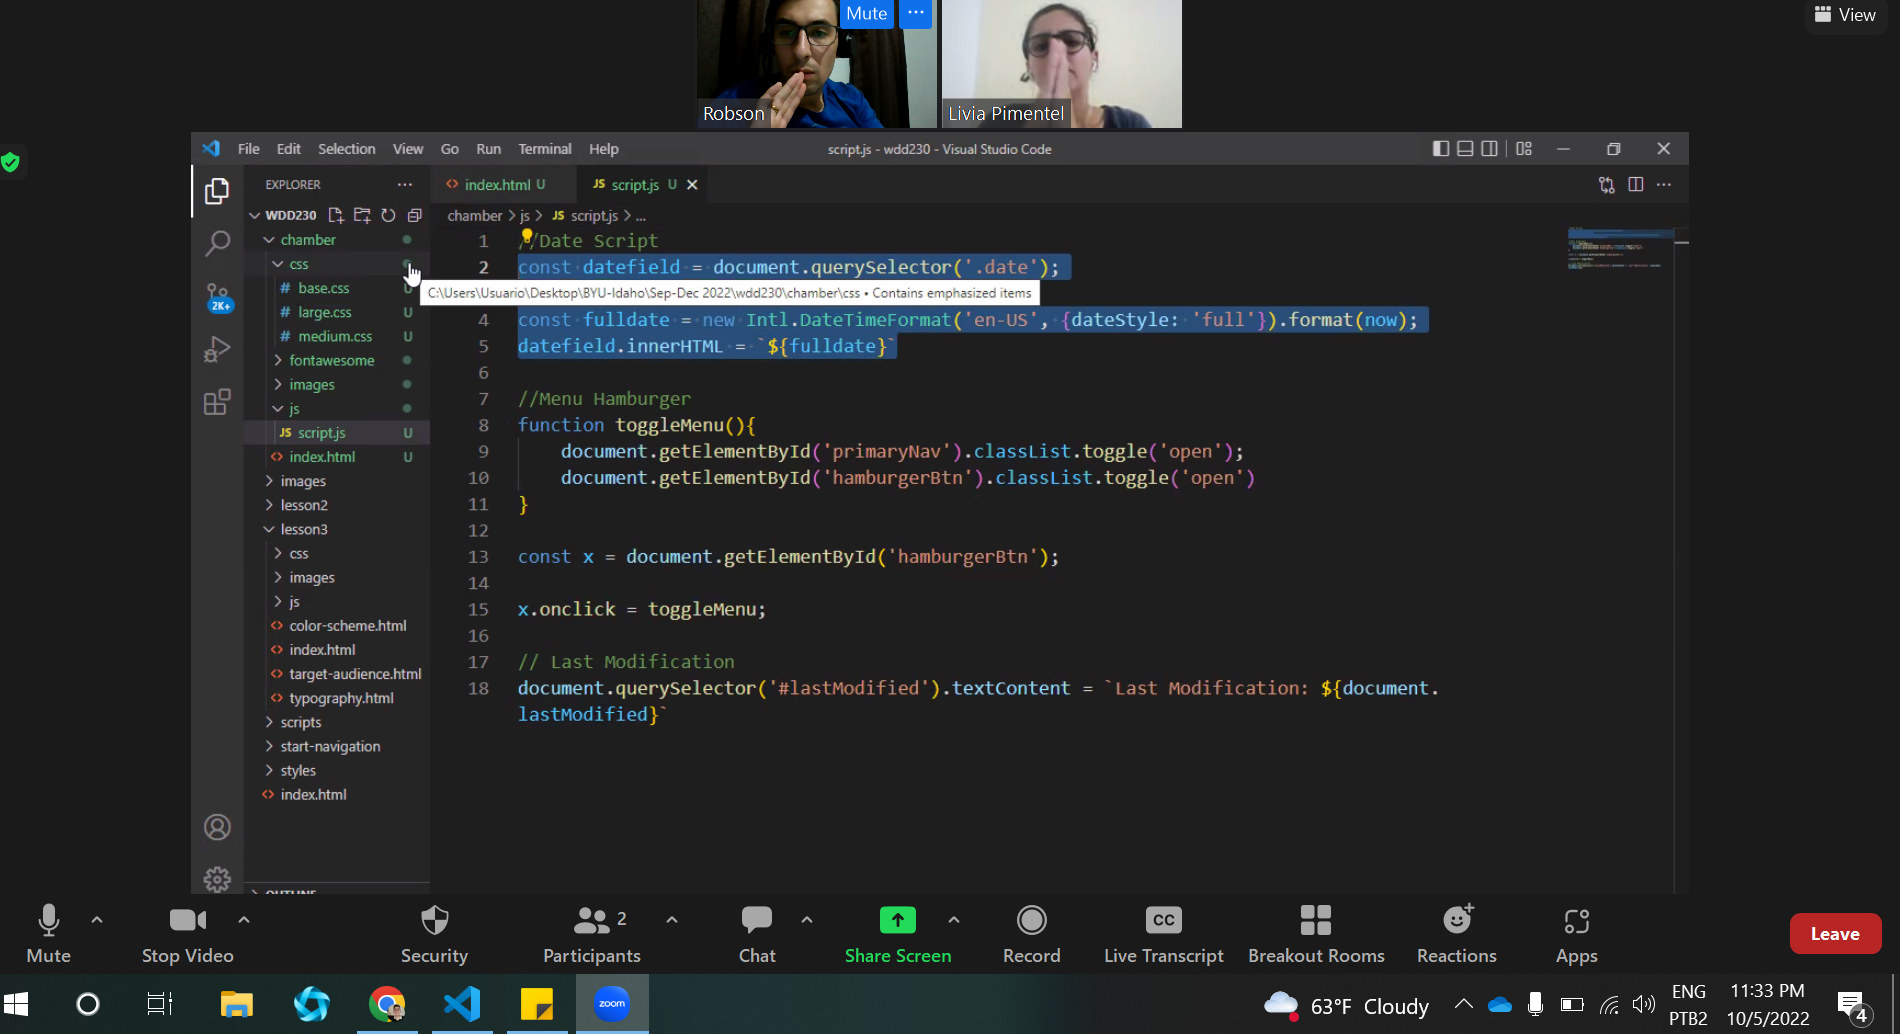 Mute
View
Robson
Livia Pimentel
File Edit Selection View Go Run Terminal Help
script.js - wdd230 - Visual Studio Code
EXPLORER
index.html U
JS script.js U
WDD230
chamber > js > JS script.js > ...
chamber
css
# base.css U
# large.css U
# medium.css U
fontawesome
images
js
JS script.js U
index.html U
images
lesson2
lesson3
css
images
js
color-scheme.html
index.html
target-audience.html
typography.html
scripts
start-navigation
styles
index.html
OUTLINE
2K+
1 //Date Script
2 const datefield = document.querySelector('.date');
C:\Users\Usuario\Desktop\BYU-Idaho\Sep-Dec 2022\wdd230\chamber\css • Contains emphasized items
4 const fulldate = new Intl.DateTimeFormat('en-US', {dateStyle: 'full'}).format(now);
5 datefield.innerHTML = `${fulldate}`
6
7 //Menu Hamburger
8 function toggleMenu(){
9 document.getElementById('primaryNav').classList.toggle('open');
10 document.getElementById('hamburgerBtn').classList.toggle('open')
11 }
12
13 const x = document.getElementById('hamburgerBtn');
14
15 x.onclick = toggleMenu;
16
17 // Last Modification
18 document.querySelector('#lastModified').textContent = `Last Modification: ${document.
lastModified}`
Mute
Stop Video
Security
2
Participants
Chat
Share Screen
Record
CC
Live Transcript
Breakout Rooms
Reactions
Apps
Leave
zoom
63°F Cloudy
ENG
PTB2
11:33 PM
10/5/2022
4